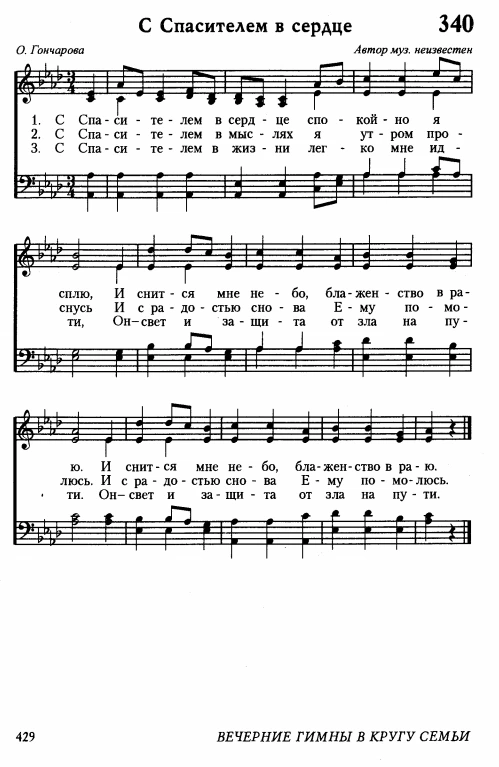 С Спасителем в сердце 340
О. Гончарова Автор муз. неизвестен
1. С Спа - си - те - лем в серд - це спо - кой - но я
2. С Спа - си - те - лем в мыс - лях я ут - ром про -
3. С Спа - си - те - лем в жиз - ни лег - ко мне ид -
сплю, И снит - ся мне не - бо, бла - жен - ство в ра -
снусь И с ра - до - стью сно - ва Е - му по - мо -
ти, Он - свет и за - щи - та от зла на пу -
ю. И снит - ся мне не - бо, бла - жен - ство в ра - ю.
люсь. И с ра - до - стью сно - ва Е - му по - мо - люсь.
ти. Он - свет и за - щи - та от зла на пу - ти.
429 ВЕЧЕРНИЕ ГИМНЫ В КРУГУ СЕМЬИ